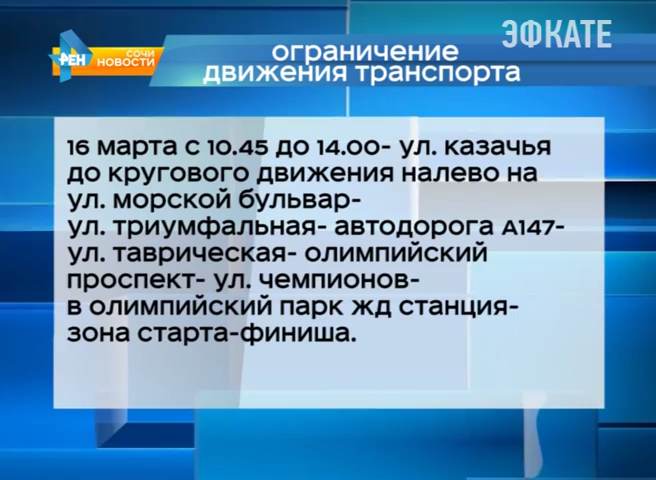 ЭФКАТЕ
РЕН
СОЧИ
НОВОСТИ
ограничение
движения транспорта
16 марта с 10.45 до 14.00- ул. казачья
до кругового движения налево на
ул. морской бульвар-
ул. триумфальная- автодорога А147-
ул. таврическая- олимпийский
проспект- ул. чемпионов-
в олимпийский парк жд станция-
зона старта-финиша.